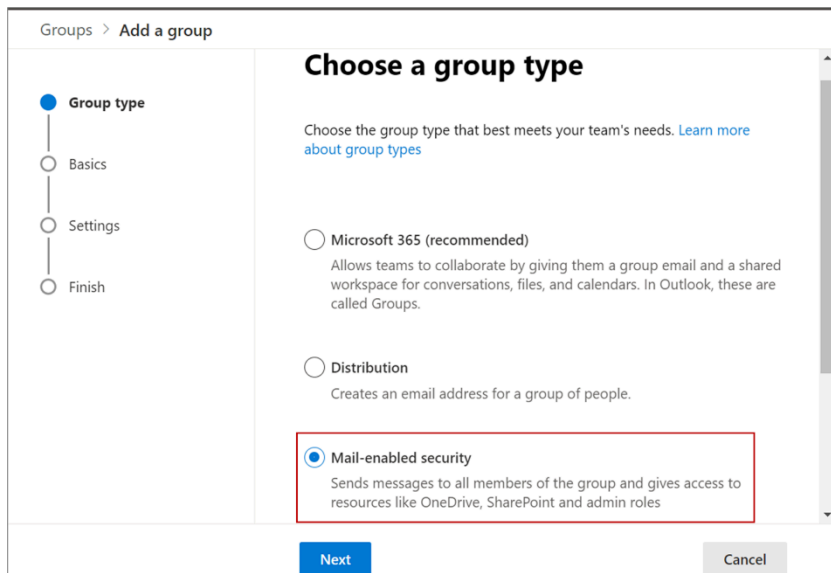 Groups > Add a group
Group type
Basics
Settings
Finish
Choose a group type
Choose the group type that best meets your team's needs. Learn more
about group types
Microsoft 365 (recommended)
Allows teams to collaborate by giving them a group email and a shared
workspace for conversations, files, and calendars. In Outlook, these are
called Groups.
Distribution
Creates an email address for a group of people.
Mail-enabled security
Sends messages to all members of the group and gives access to
resources like OneDrive, SharePoint and admin roles
Next
Cancel